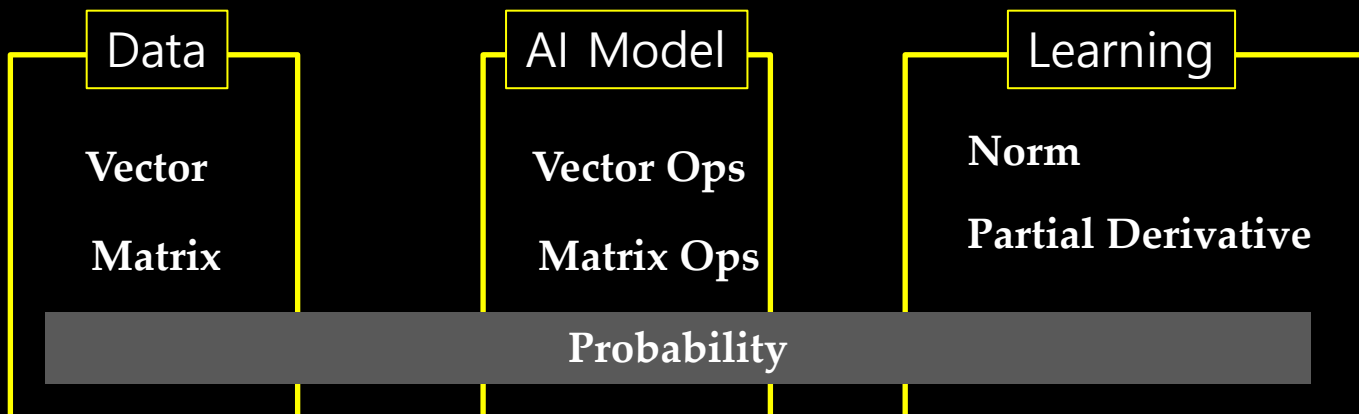 Data
Vector
Matrix
AI Model
Vector Ops
Matrix Ops
Learning
Norm
Partial Derivative
Probability